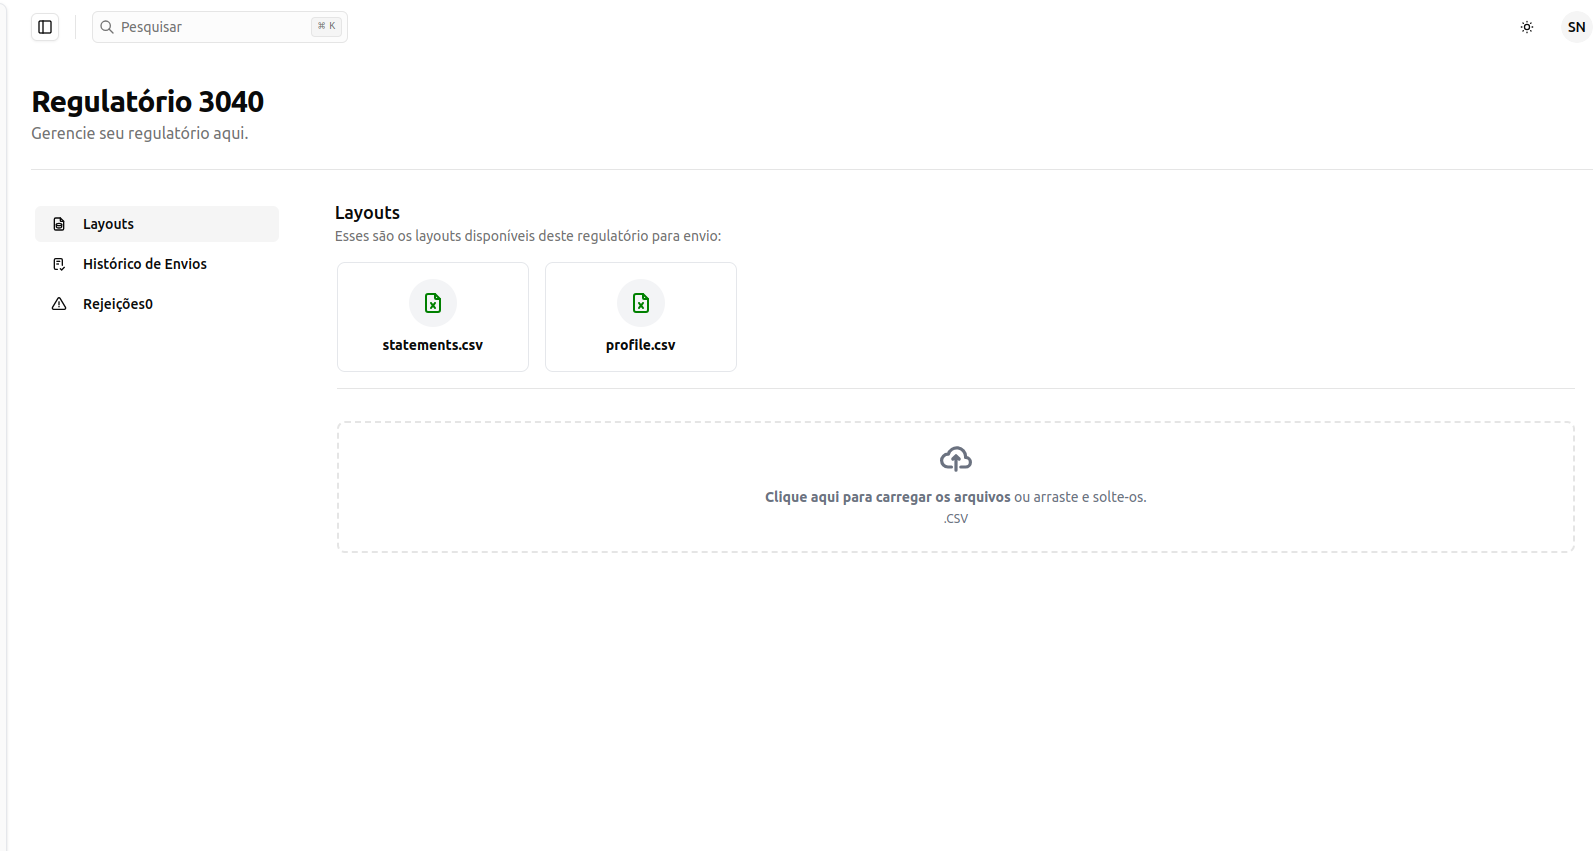 Pesquisar
⌘ K
SN
Regulatório 3040
Gerencie seu regulatório aqui.
Layouts
Histórico de Envios
Rejeições0
Layouts
Esses são os layouts disponíveis deste regulatório para envio:
statements.csv
profile.csv
Clique aqui para carregar os arquivos ou arraste e solte-os.
.CSV